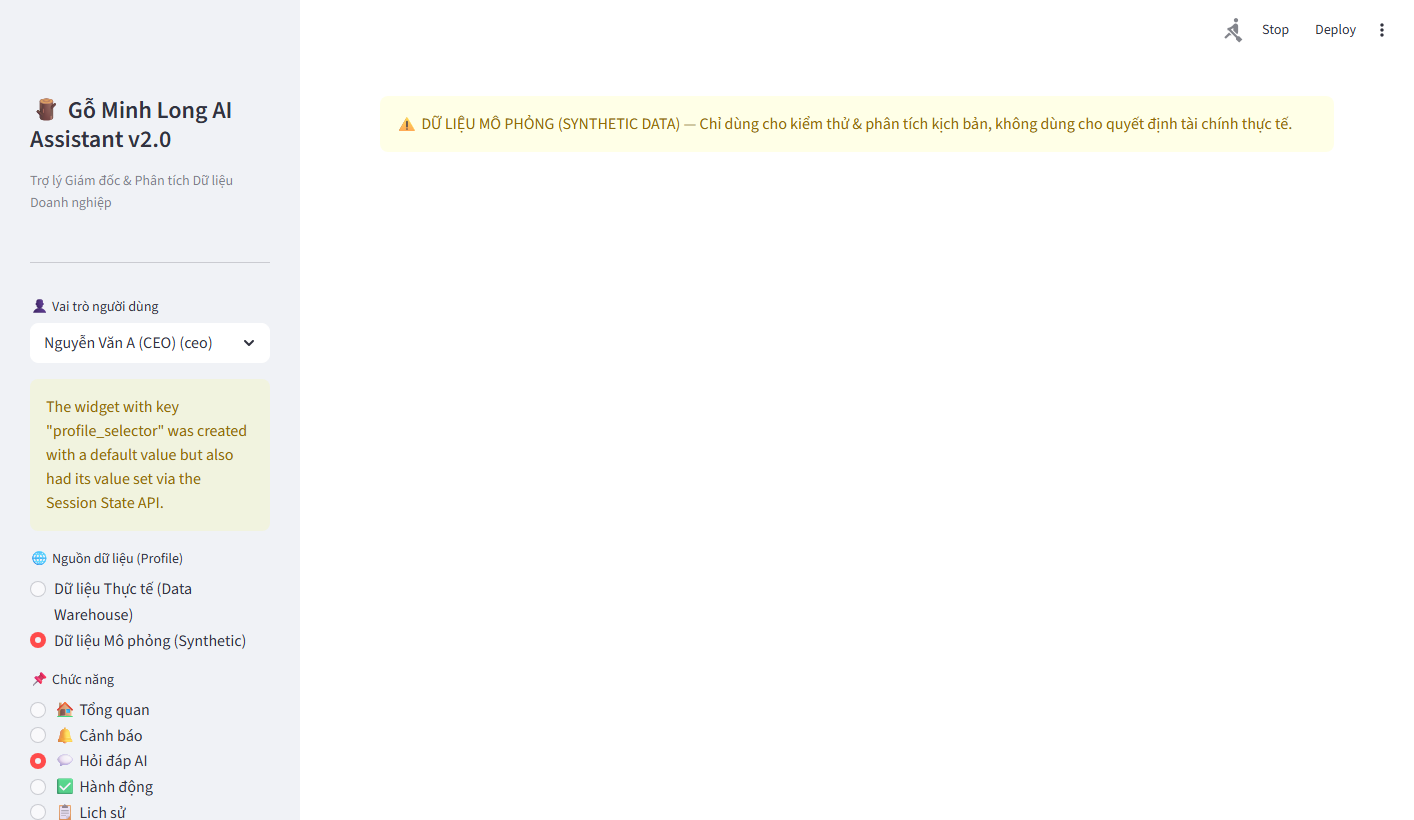 Stop
Deploy
Gỗ Minh Long AI
Assistant v2.0
Trợ lý Giám đốc & Phân tích Dữ liệu
Doanh nghiệp
Vai trò người dùng
Nguyễn Văn A (CEO) (ceo)
The widget with key
"profile_selector" was created
with a default value but also
had its value set via the
Session State API.
Nguồn dữ liệu (Profile)
Dữ liệu Thực tế (Data
Warehouse)
Dữ liệu Mô phỏng (Synthetic)
Chức năng
Tổng quan
Cảnh báo
Hỏi đáp AI
Hành động
Lịch sử
DỮ LIỆU MÔ PHỎNG (SYNTHETIC DATA) — Chỉ dùng cho kiểm thử & phân tích kịch bản, không dùng cho quyết định tài chính thực tế.